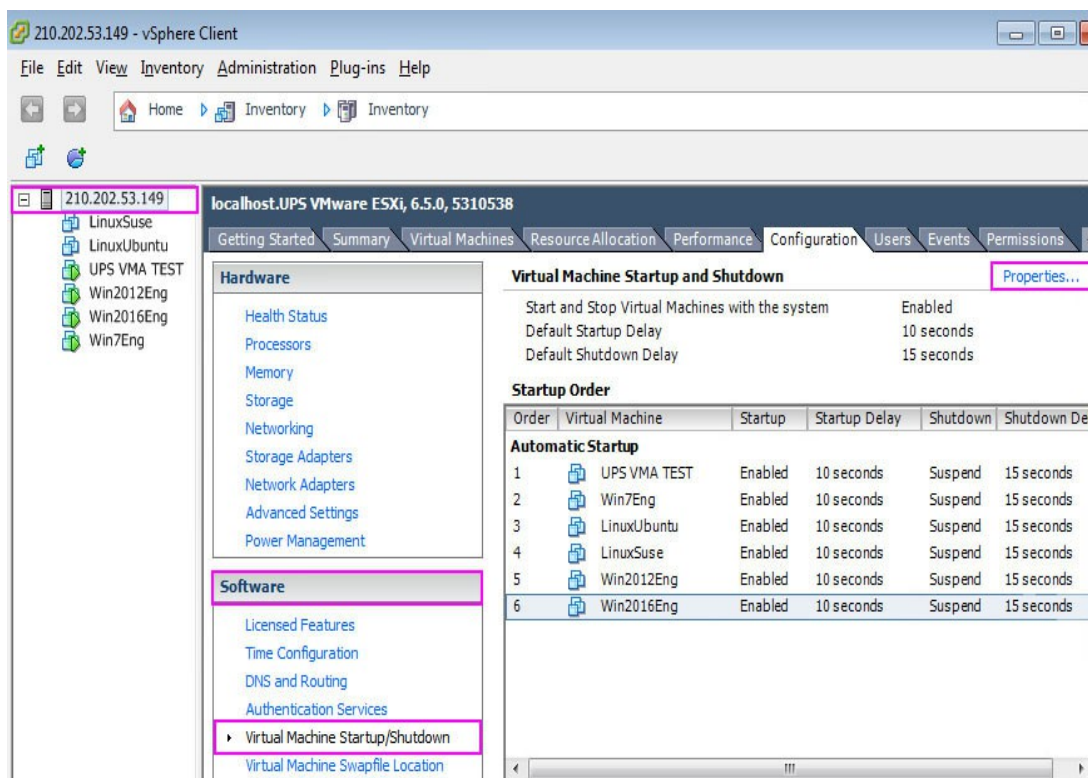 210.202.53.149 - vSphere Client
File Edit View Inventory Administration Plug-ins Help
Home Inventory Inventory
210.202.53.149
LinuxSuse
LinuxUbuntu
UPS VMA TEST
Win2012Eng
Win2016Eng
Win7Eng
localhost.UPS VMware ESXi, 6.5.0, 5310538
Getting Started Summary Virtual Machines Resource Allocation Performance Configuration Users Events Permissions
Hardware
Health Status
Processors
Memory
Storage
Networking
Storage Adapters
Network Adapters
Advanced Settings
Power Management
Software
Licensed Features
Time Configuration
DNS and Routing
Authentication Services
Virtual Machine Startup/Shutdown
Virtual Machine Swapfile Location
Virtual Machine Startup and Shutdown Properties...
Start and Stop Virtual Machines with the system Enabled
Default Startup Delay 10 seconds
Default Shutdown Delay 15 seconds
Startup Order
Order Virtual Machine Startup Startup Delay Shutdown Shutdown De
Automatic Startup
1 UPS VMA TEST Enabled 10 seconds Suspend 15 seconds
2 Win7Eng Enabled 10 seconds Suspend 15 seconds
3 LinuxUbuntu Enabled 10 seconds Suspend 15 seconds
4 LinuxSuse Enabled 10 seconds Suspend 15 seconds
5 Win2012Eng Enabled 10 seconds Suspend 15 seconds
6 Win2016Eng Enabled 10 seconds Suspend 15 seconds